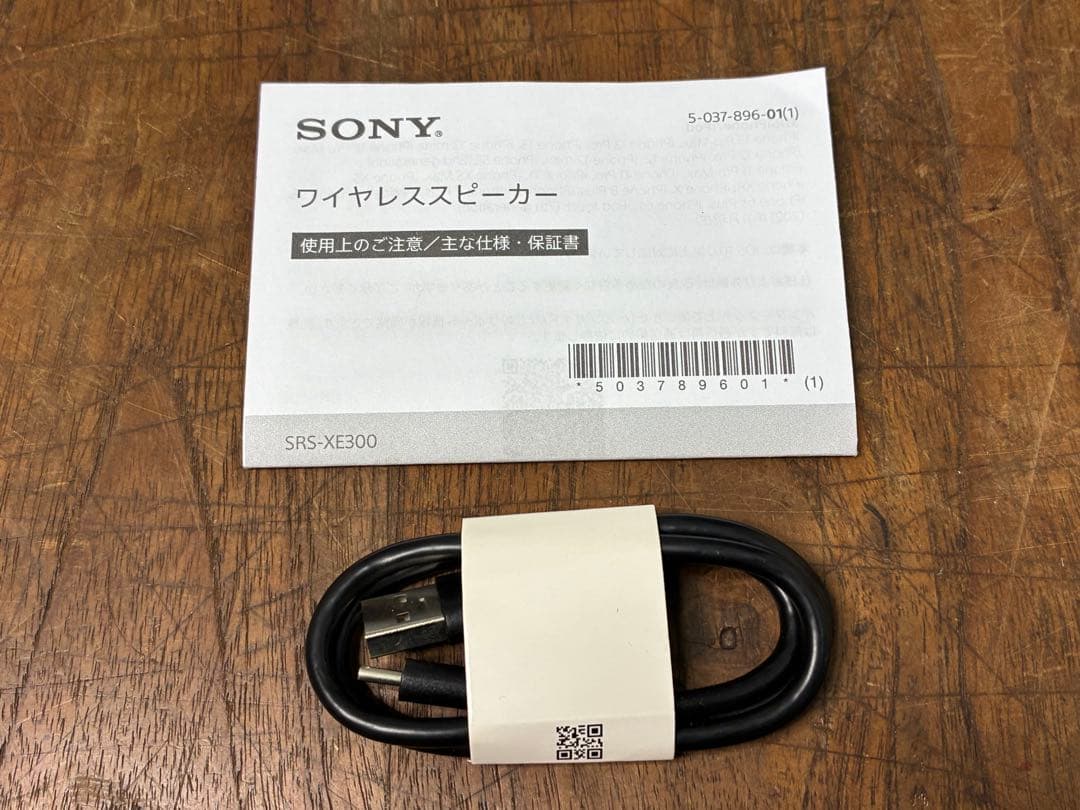 SONY®
5-037-896-01(1)
ワイヤレススピーカー
使用上のご注意／主な仕様・保証書
*503789601* (1)
SRS-XE300